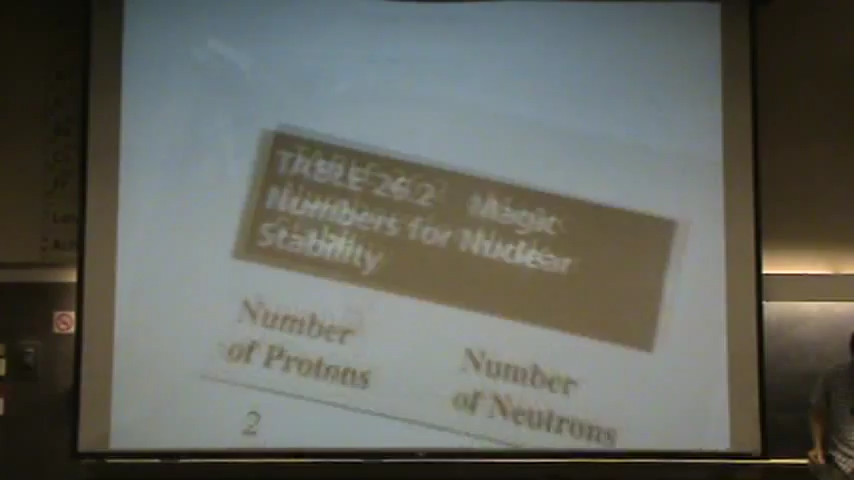 TABLE 26.2 Magic
Numbers for Nuclear
Stability
Number
of Protons
Number
of Neutrons
2